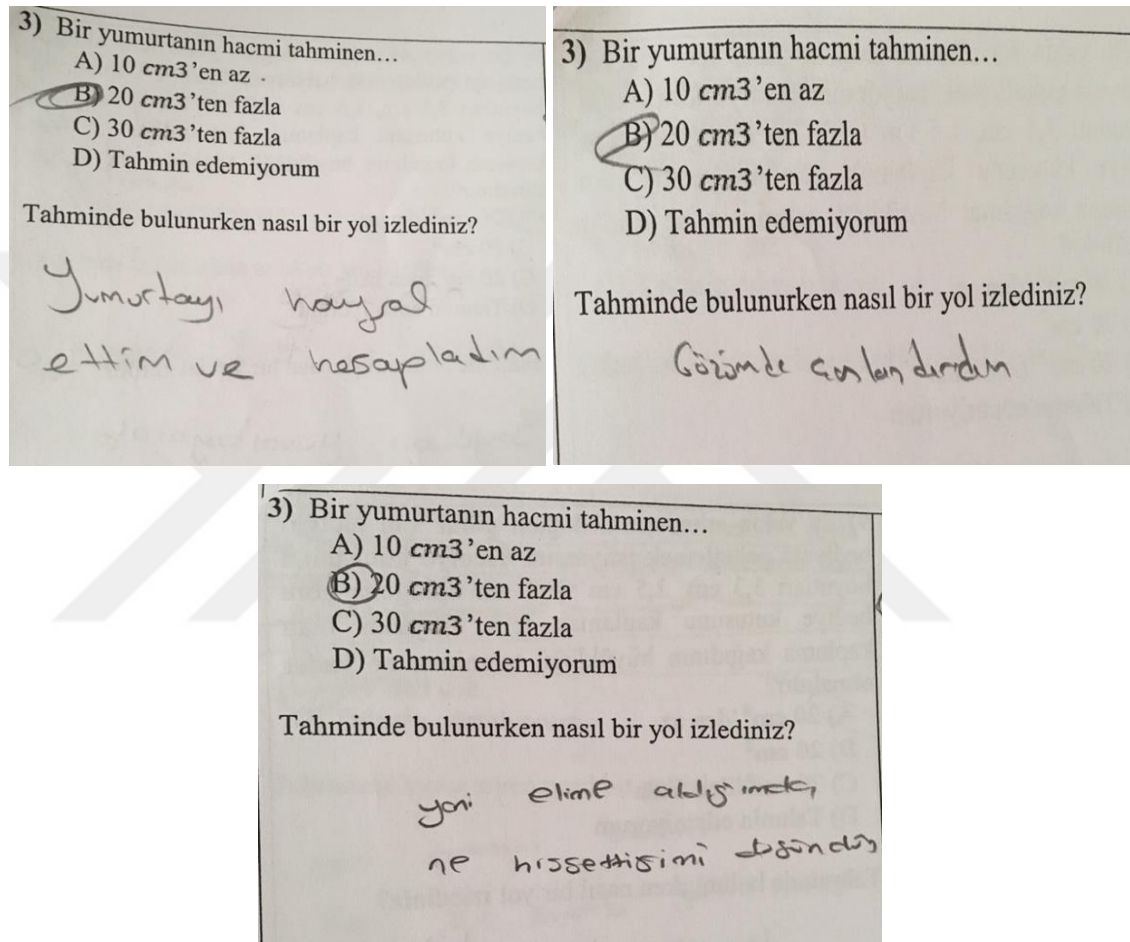 3) Bir yumurtanın hacmi tahminen...
A) 10 cm3'en az
B) 20 cm3'ten fazla
C) 30 cm3'ten fazla
D) Tahmin edemiyorum
Tahminde bulunurken nasıl bir yol izlediniz?
Yumurtayı hayal
ettim ve hesapladım
3) Bir yumurtanın hacmi tahminen...
A) 10 cm3'en az
B) 20 cm3'ten fazla
C) 30 cm3'ten fazla
D) Tahmin edemiyorum
Tahminde bulunurken nasıl bir yol izlediniz?
Gözümde canlandırdım
3) Bir yumurtanın hacmi tahminen...
A) 10 cm3'en az
B) 20 cm3'ten fazla
C) 30 cm3'ten fazla
D) Tahmin edemiyorum
Tahminde bulunurken nasıl bir yol izlediniz?
yani elime aldığımda,
ne hissettiğimi